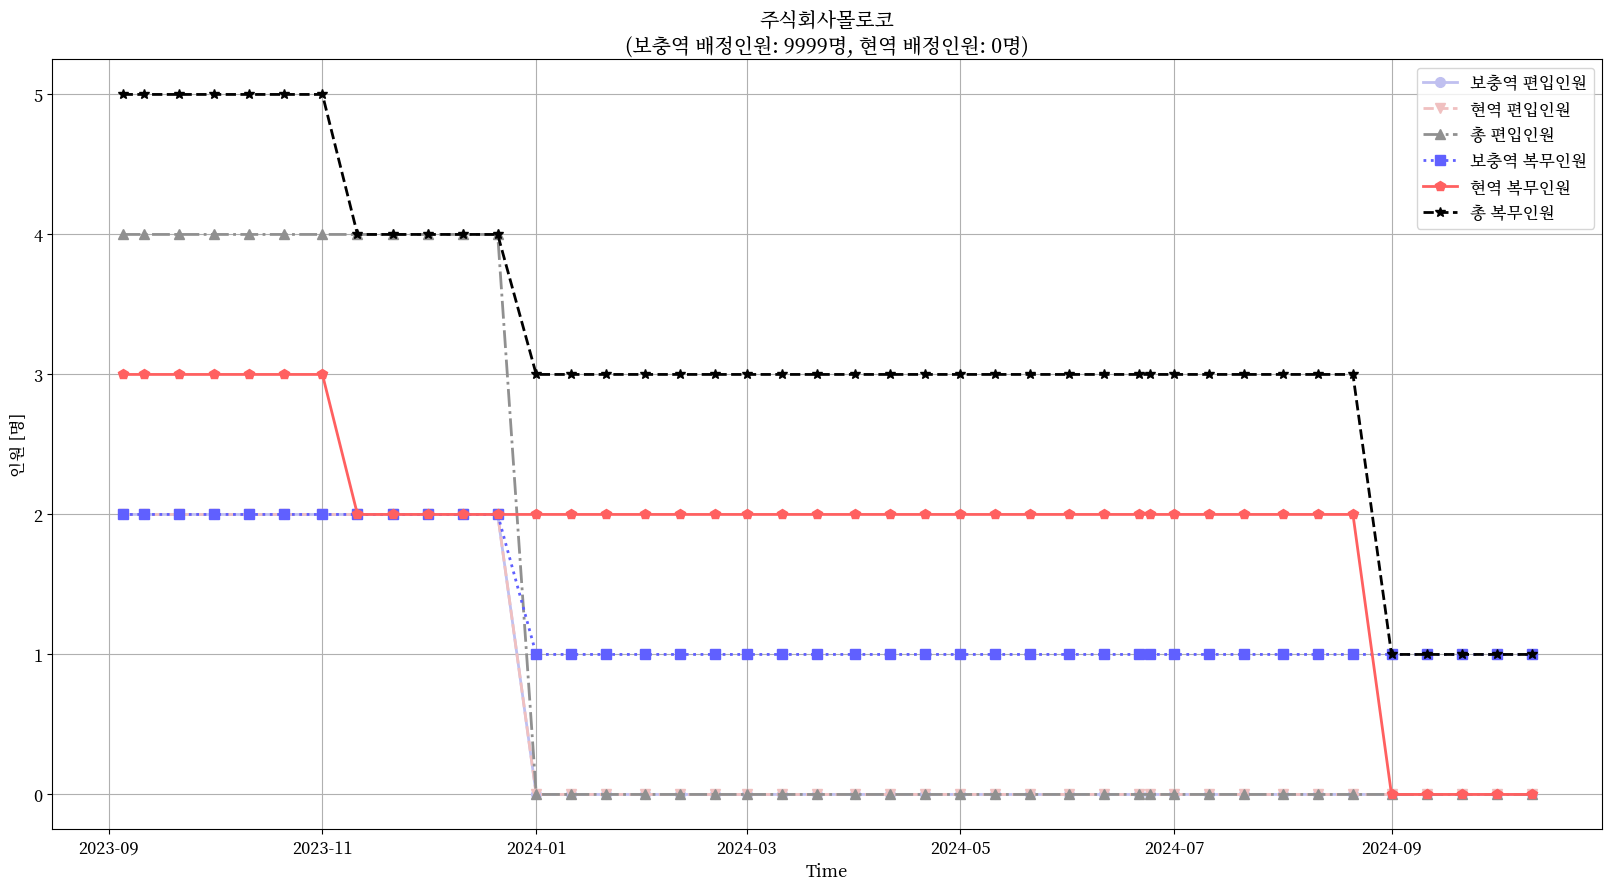 주식회사몰로코
(보충역 배정인원: 9999명, 현역 배정인원: 0명)
보충역 편입인원
현역 편입인원
총 편입인원
보충역 복무인원
현역 복무인원
총 복무인원
인원 [명]
5
4
3
2
1
0
2023-09
2023-11
2024-01
2024-03
2024-05
2024-07
2024-09
Time